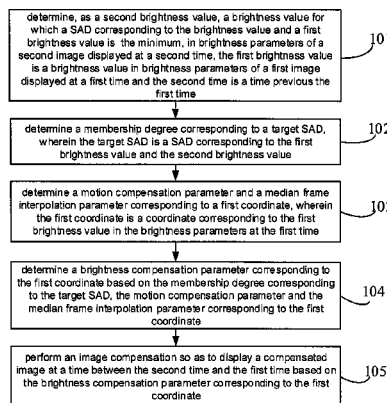 determine, as a second brightness value, a brightness value for
which a SAD corresponding to the brightness value and a first
brightness value is the minimum, in brightness parameters of a
second image displayed at a second time, the first brightness
value is a brightness value in brightness parameters of a first
image displayed at a first time and the second time is a time previous
the first time
101
determine a membership degree corresponding to a target SAD,
wherein the target SAD is a SAD corresponding to the
first brightness value and the second brightness value
102
determine a motion compensation parameter and a median frame
interpolation parameter corresponding to a first coordinate, wherein
the first coordinate is a coordinate corresponding to the first
brightness value in the brightness parameters at the first time
103
determine a brightness compensation parameter corresponding to
the first coordinate based on the membership degree corresponding
to the target SAD, the motion compensation parameter and the
median frame interpolation parameter corresponding to the first
coordinate
104
perform an image compensation so as to display a compensated
image at a time between the second time and the first time based on
the brightness compensation parameter corresponding to the first
coordinate
105